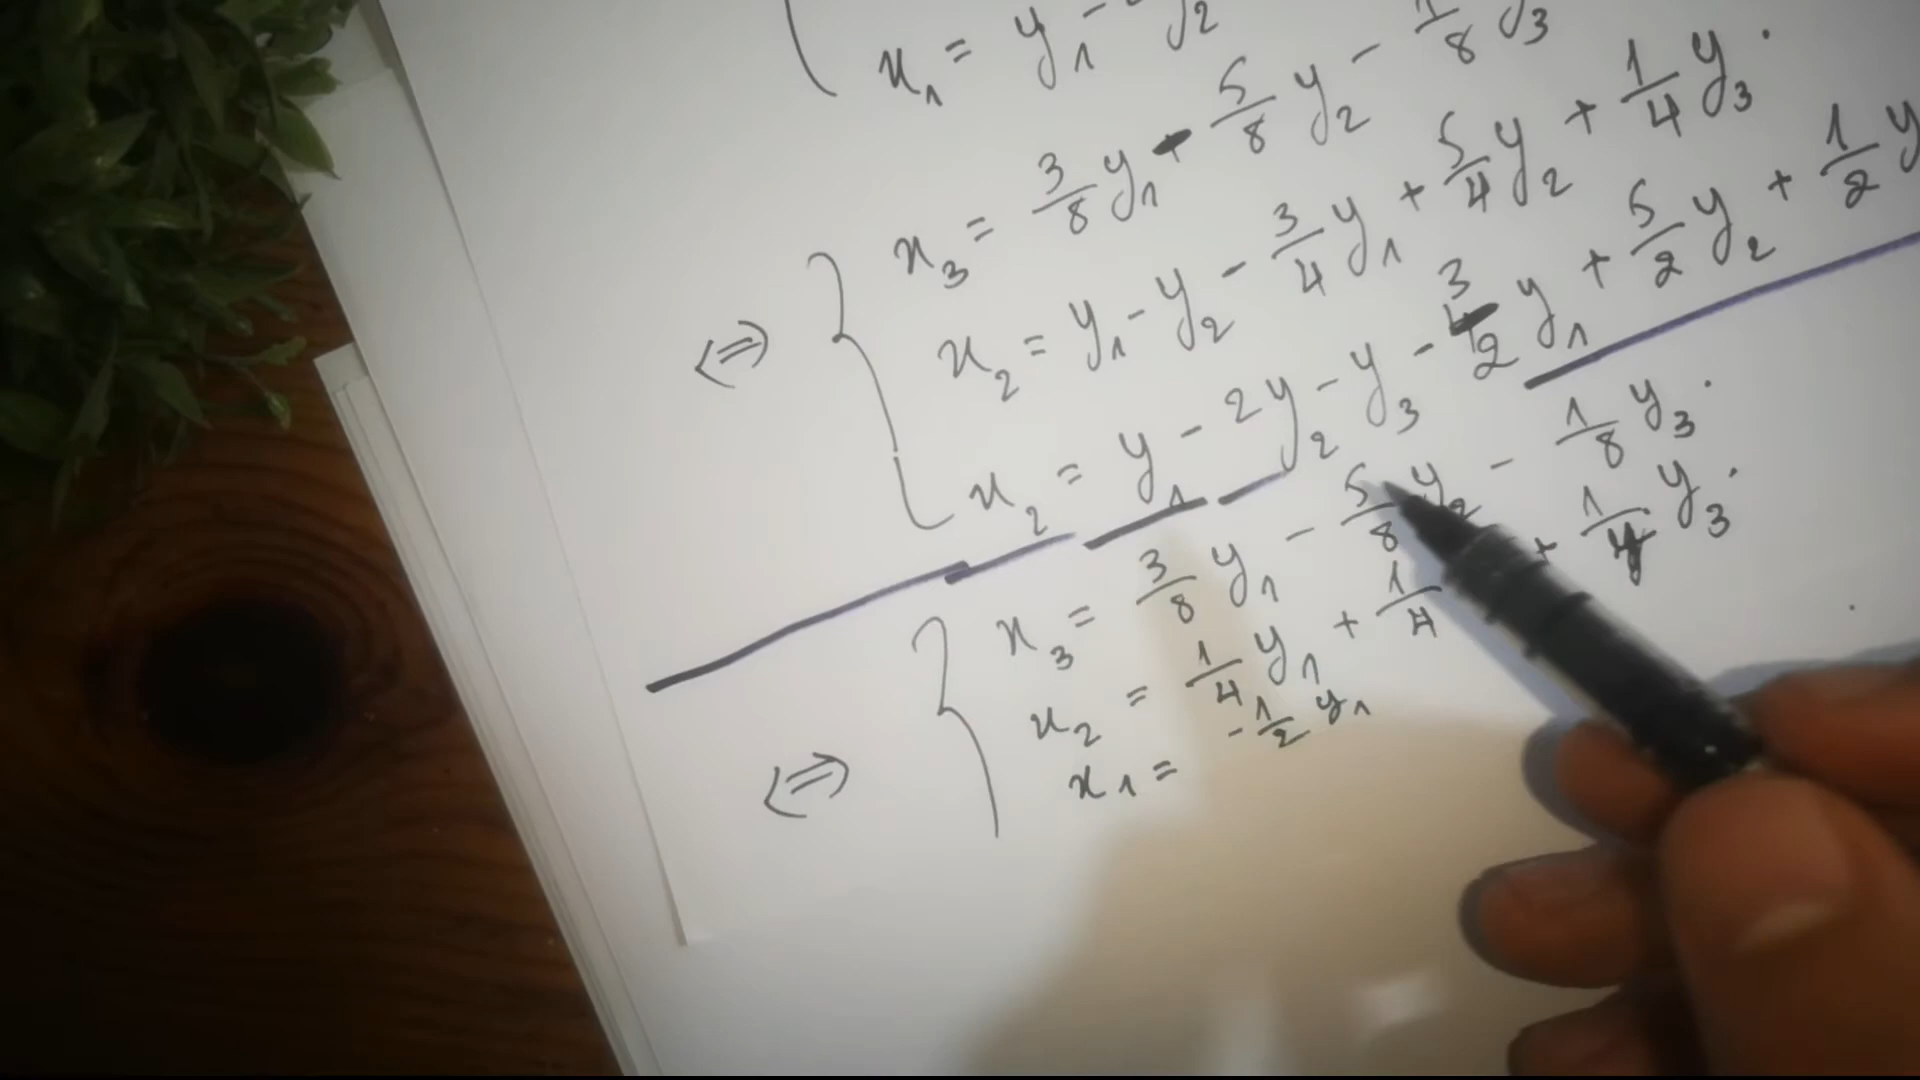 x₁ = y₁ - y₂
x₃ = 3/8 y₁ - 5/8 y₂ - 1/8 y₃
⇔ x₂ = y₁ - y₂ - 3/4 y₁ + 5/4 y₂ + 1/4 y₃.
x₂ = y₁ - 2y₂ - y₃ - 3/2 y₁ + 5/2 y₂ + 1/2 y
x₃ = 3/8 y₁ - 5/8 y₂ - 1/8 y₃.
⇔ x₂ = 1/4 y₁ + 1/4 + 1/4 y₃.
x₁ = -1/2 y₁